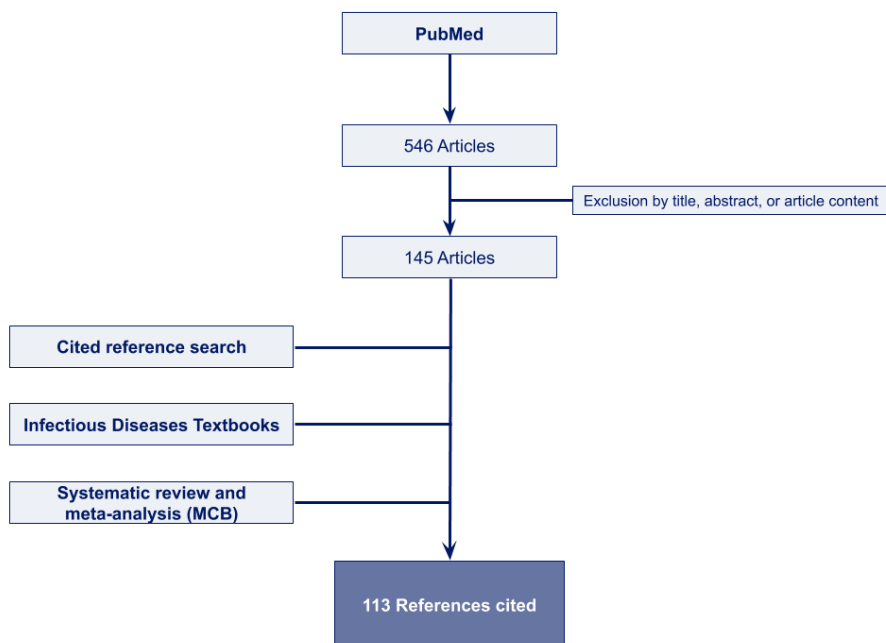 PubMed
546 Articles
Exclusion by title, abstract, or article content
145 Articles
Cited reference search
Infectious Diseases Textbooks
Systematic review and
meta-analysis (MCB)
113 References cited